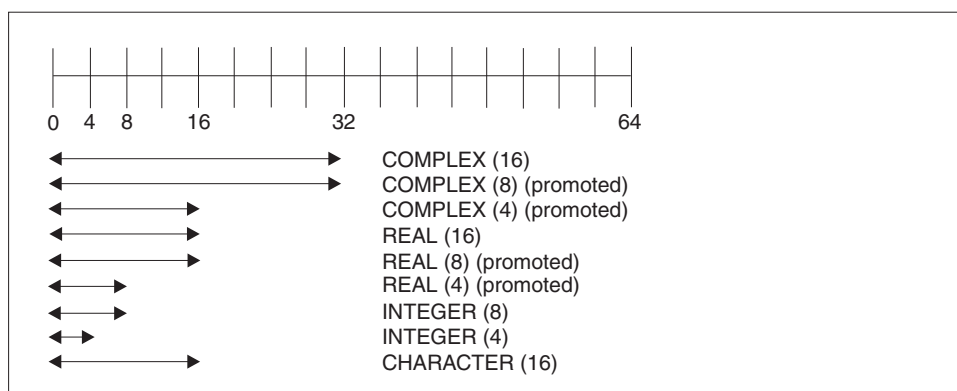 0 4 8 16 32 64
COMPLEX (16)
COMPLEX (8) (promoted)
COMPLEX (4) (promoted)
REAL (16)
REAL (8) (promoted)
REAL (4) (promoted)
INTEGER (8)
INTEGER (4)
CHARACTER (16)